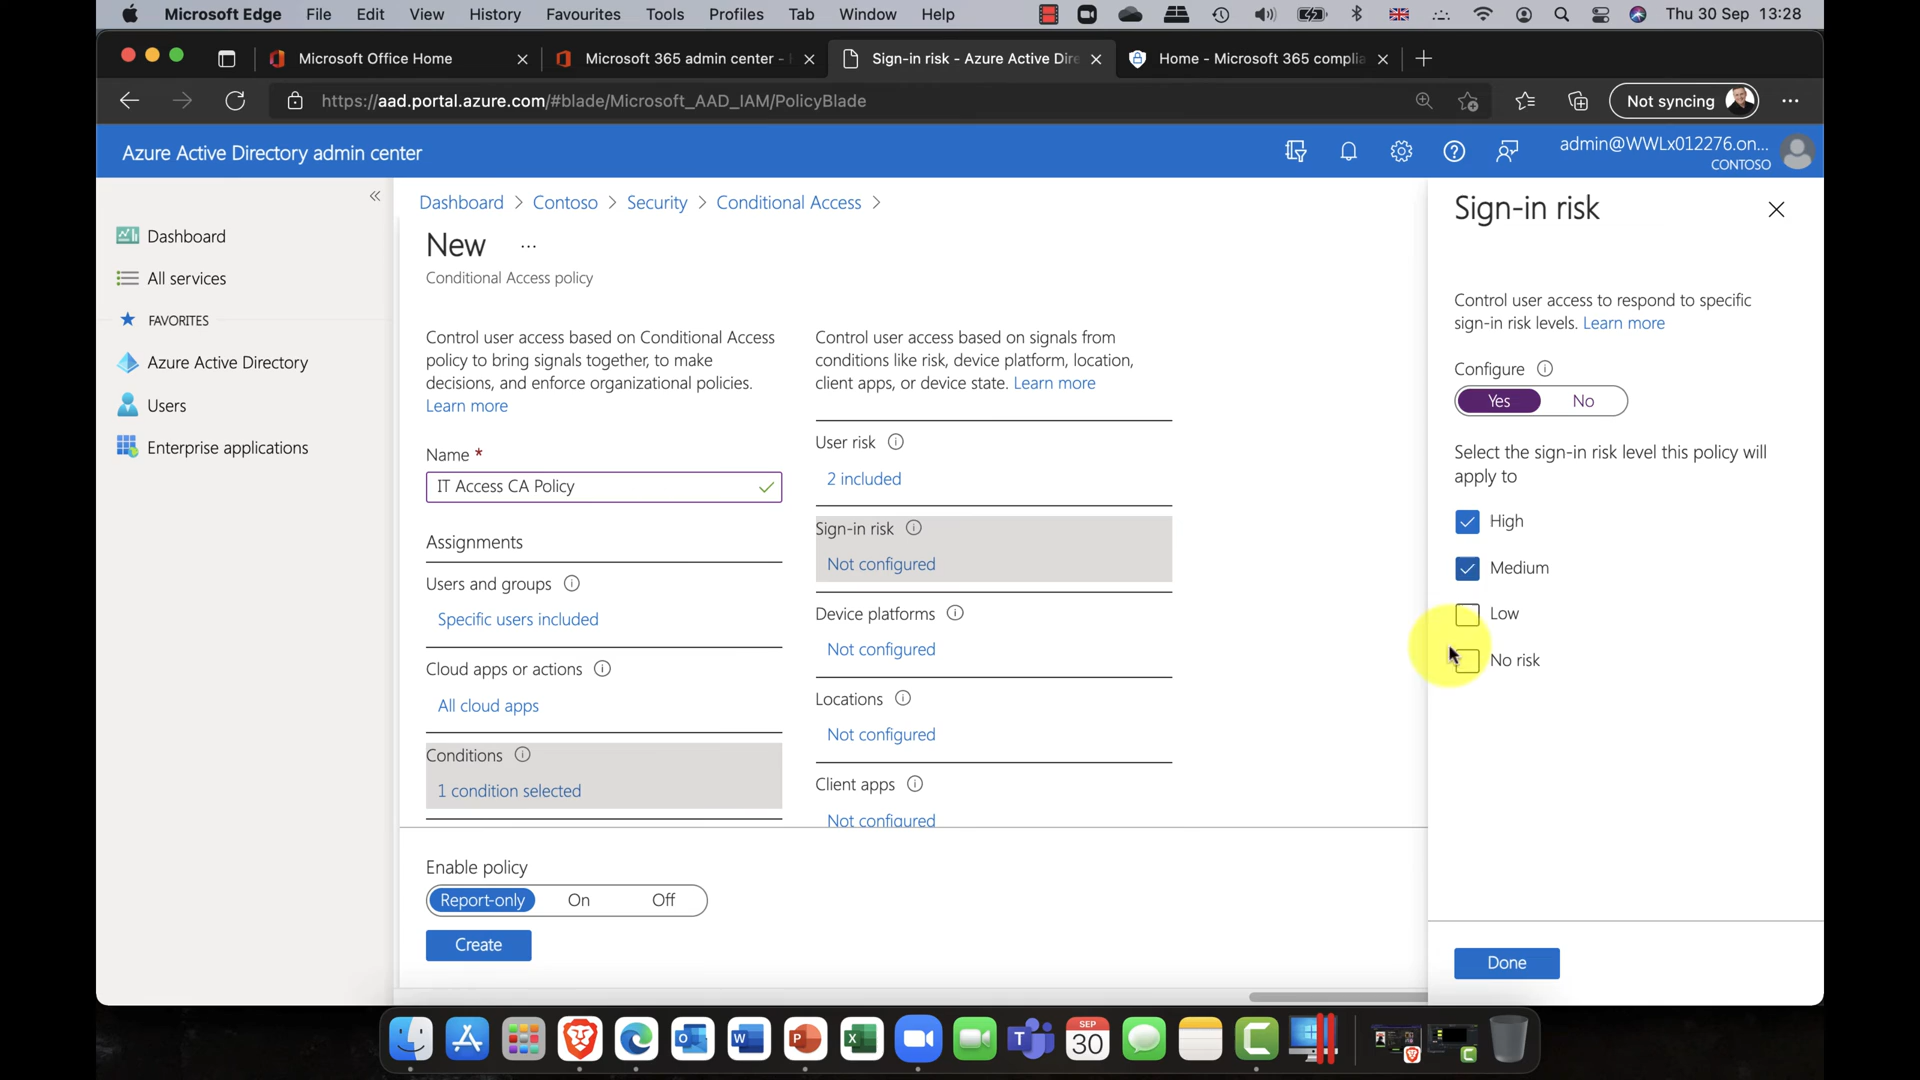 Microsoft Edge File Edit View History Favourites Tools Profiles Tab Window Help Thu 30 Sep 13:28
Microsoft Office Home
Microsoft 365 admin center -
Sign-in risk - Azure Active Dire
Home - Microsoft 365 complia
https://aad.portal.azure.com/#blade/Microsoft_AAD_IAM/PolicyBlade
Not syncing
Azure Active Directory admin center
admin@WWLx012276.on...
CONTOSO
Dashboard
All services
FAVORITES
Azure Active Directory
Users
Enterprise applications
Dashboard > Contoso > Security > Conditional Access >
New ...
Conditional Access policy
Control user access based on Conditional Access
policy to bring signals together, to make
decisions, and enforce organizational policies.
Learn more
Name *
IT Access CA Policy
Assignments
Users and groups
Specific users included
Cloud apps or actions
All cloud apps
Conditions
1 condition selected
Control user access based on signals from
conditions like risk, device platform, location,
client apps, or device state. Learn more
User risk
2 included
Sign-in risk
Not configured
Device platforms
Not configured
Locations
Not configured
Client apps
Not configured
Enable policy
Report-only On Off
Create
Sign-in risk
Control user access to respond to specific
sign-in risk levels. Learn more
Configure
Yes No
Select the sign-in risk level this policy will
apply to
High
Medium
Low
No risk
Done
SEP
30